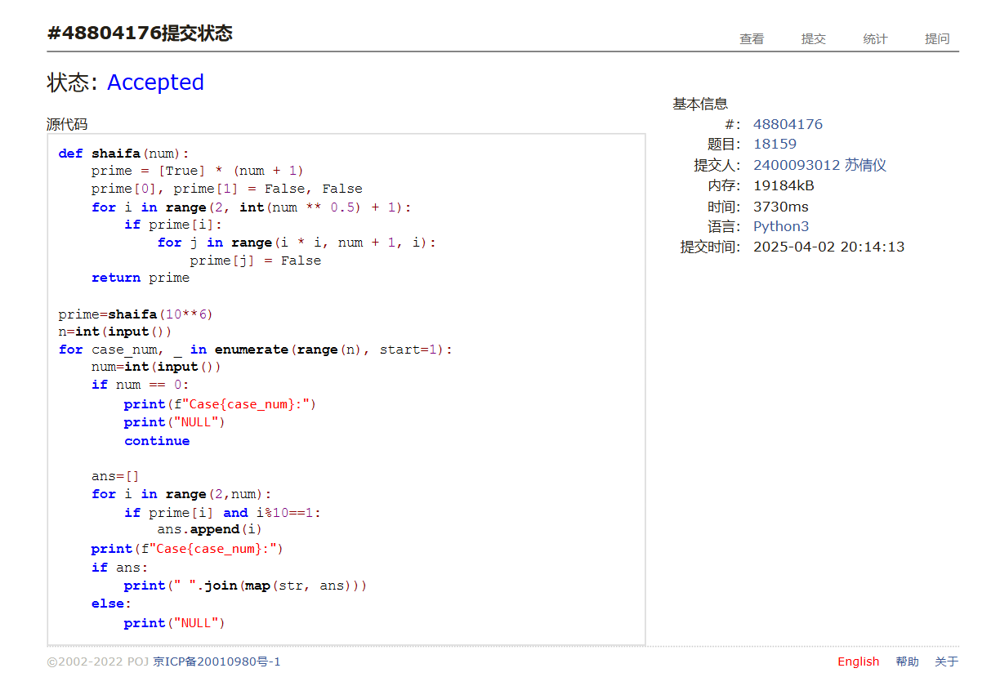 #48804176提交状态
查看 提交 统计 提问
状态: Accepted
源代码
def shaifa(num):
    prime = [True] * (num + 1)
    prime[0], prime[1] = False, False
    for i in range(2, int(num ** 0.5) + 1):
        if prime[i]:
            for j in range(i * i, num + 1, i):
                prime[j] = False
    return prime

prime=shaifa(10**6)
n=int(input())
for case_num, _ in enumerate(range(n), start=1):
    num=int(input())
    if num == 0:
        print(f"Case{case_num}:")
        print("NULL")
        continue

    ans=[]
    for i in range(2,num):
        if prime[i] and i%10==1:
            ans.append(i)
    print(f"Case{case_num}:")
    if ans:
        print(" ".join(map(str, ans)))
    else:
        print("NULL")
基本信息
#: 48804176
题目: 18159
提交人: 2400093012 苏倩仪
内存: 19184kB
时间: 3730ms
语言: Python3
提交时间: 2025-04-02 20:14:13
©2002-2022 POJ 京ICP备20010980号-1
English 帮助 关于